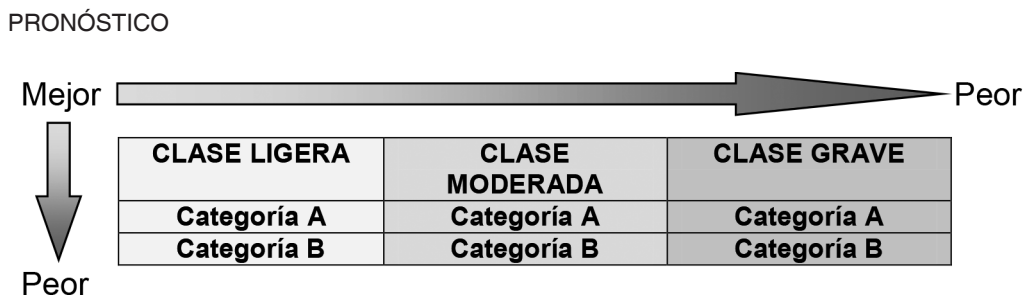 PRONÓSTICO
Mejor
Peor
CLASE LIGERA
CLASE
MODERADA
CLASE GRAVE
Categoría A
Categoría A
Categoría A
Categoría B
Categoría B
Categoría B
Peor